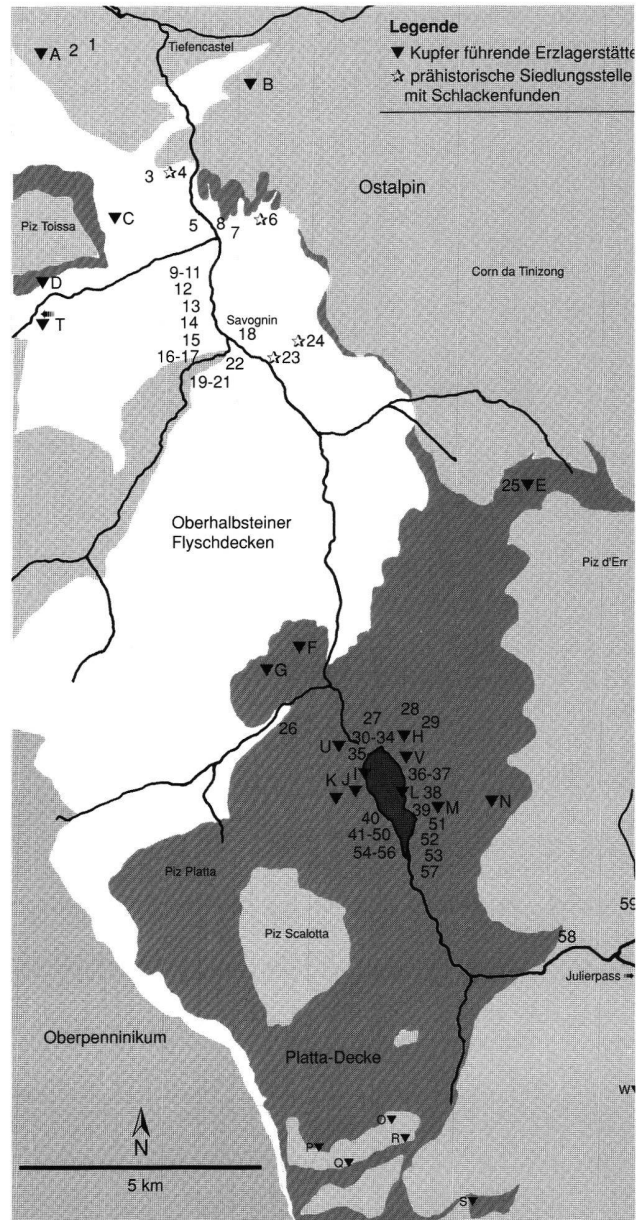 Legende
▼ Kupfer führende Erzlagerstätte
☆ prähistorische Siedlungsstelle
mit Schlackenfunden
A 2 1
Tiefencastel
B
3 4
Ostalpin
Piz Toissa
C
5 8 7 6
Corn da Tinizong
D
9-11
12
T
13
14
Savognin
18
15
24
16-17
22
23
19-21
25 E
Oberhalbsteiner
Flyschdecken
Piz d'Err
F
G
28
27
29
26
30-34
H
U
35
V
I
36-37
K J
L 38
N
39 M
40
51
41-50
52
54-56
53
57
Piz Platta
59
Piz Scalotta
58
Julierpass
Oberpenninikum
Platta-Decke
W
O
N
P
R
Q
5 km
S